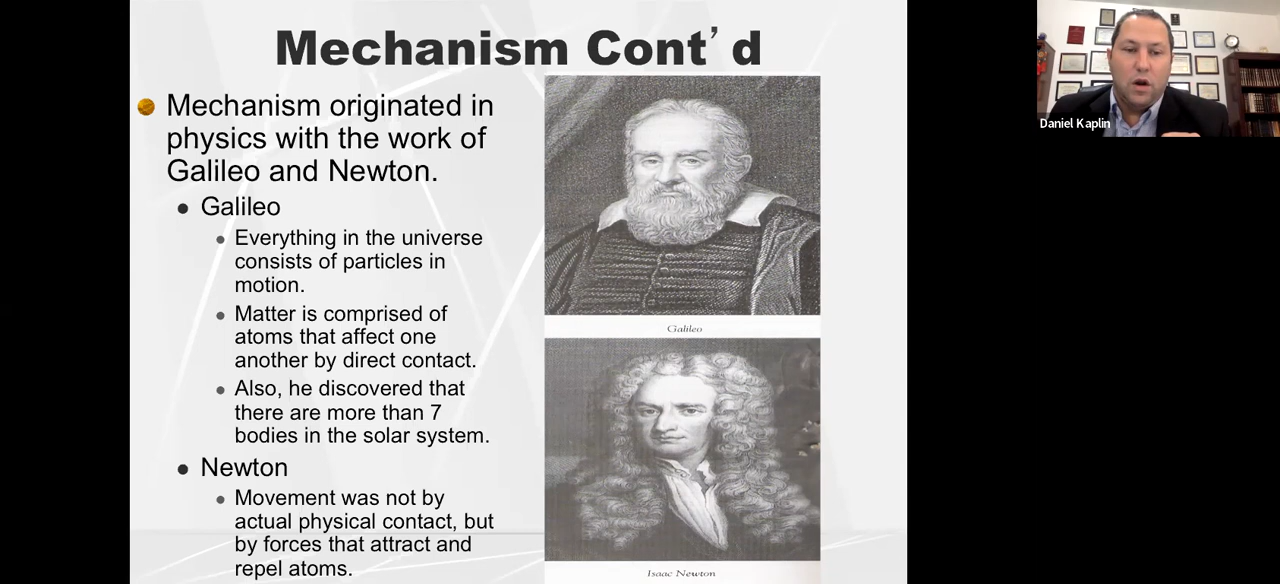 Mechanism Cont’d
Mechanism originated in
physics with the work of
Galileo and Newton.
Galileo
Everything in the universe
consists of particles in
motion.
Matter is comprised of
atoms that affect one
another by direct contact.
Also, he discovered that
there are more than 7
bodies in the solar system.
Newton
Movement was not by
actual physical contact, but
by forces that attract and
repel atoms.
Galileo
Isaac Newton
Daniel Kaplin